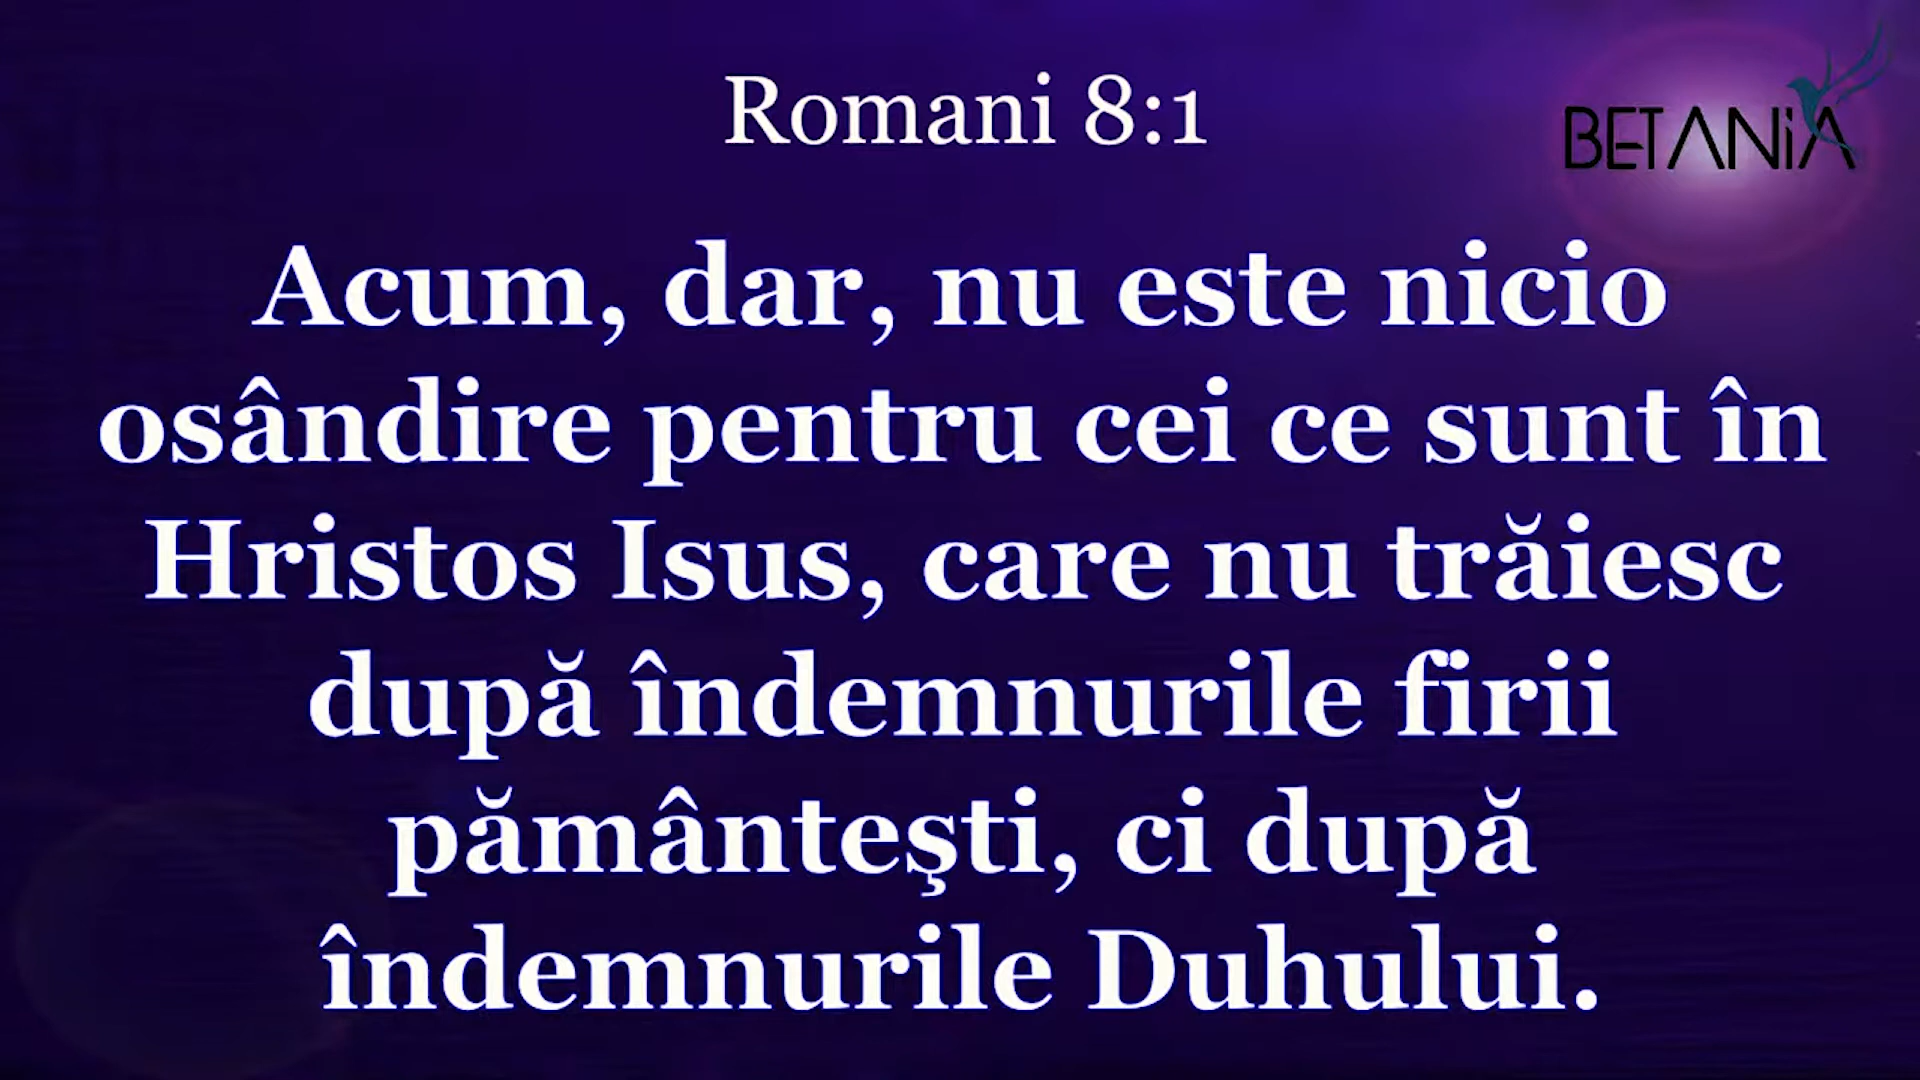 Romani 8:1
BETANiA
Acum, dar, nu este nicio
osândire pentru cei ce sunt în
Hristos Isus, care nu trăiesc
după îndemnurile firii
pământeşti, ci după
îndemnurile Duhului.